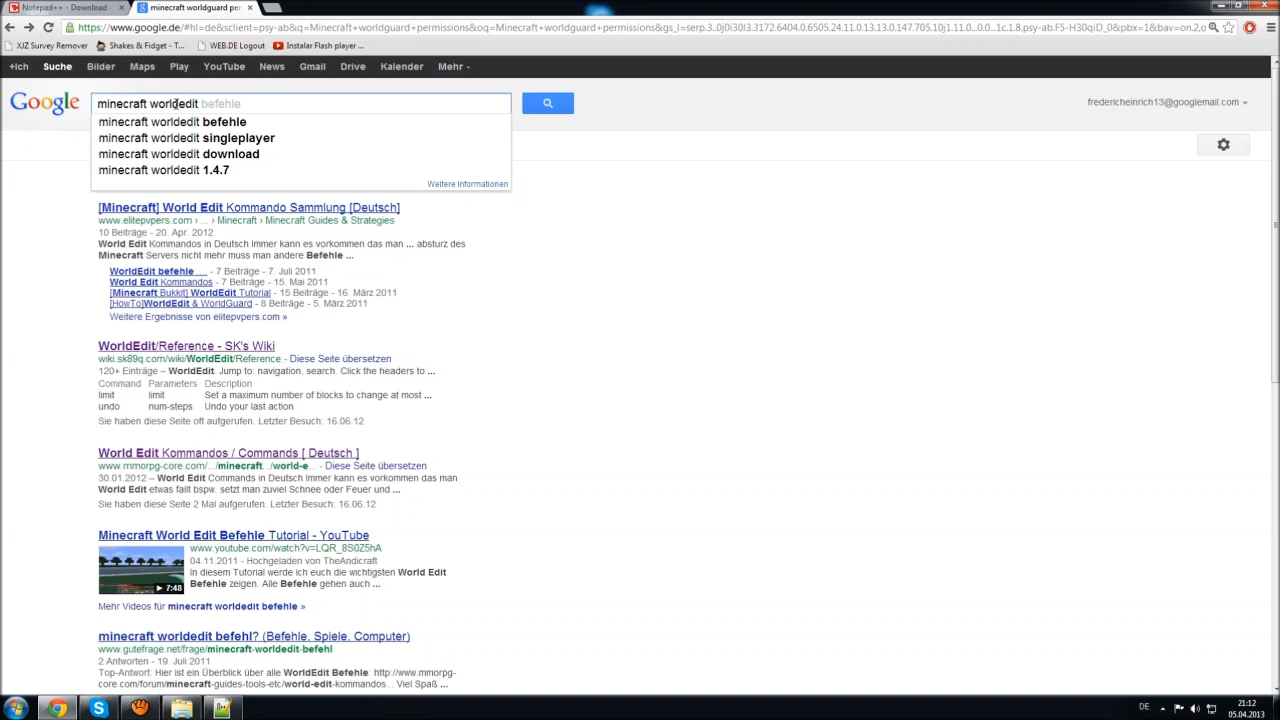 Notepad++ - Download
minecraft worldguard per
https://www.google.de/#hl=de&sclient=psy-ab&q=Minecraft+worldguard+permissions&oq=Minecraft+worldguard+permissions&gs_l=serp.3..0j0i30l3.3172.6404.0.6505.24.11.0.13.13.0.147.705.10j1.11.0...0.0...1c.1.8.psy-ab.F5-H30qiD_0&pbx=1&bav=on.2,o
XJZ Survey Remover
Shakes & Fidget - T...
WEB.DE Logout
Instalar Flash player ...
+Ich Suche Bilder Maps Play YouTube News Gmail Drive Kalender Mehr
Google
minecraft worldedit befehle
fredericheinrich13@googlemail.com
minecraft worldedit befehle
minecraft worldedit singleplayer
minecraft worldedit download
minecraft worldedit 1.4.7
Weitere Informationen
[Minecraft] World Edit Kommando Sammlung [Deutsch]
www.elitepvpers.com › ... › Minecraft › Minecraft Guides & Strategies
10 Beiträge - 20. Apr. 2012
World Edit Kommandos in Deutsch Immer kann es vorkommen das man ... absturz des
Minecraft Servers nicht mehr muss man andere Befehle ...
WorldEdit befehle .... - 7 Beiträge - 7. Juli 2011
World Edit Kommandos - 7 Beiträge - 15. Mai 2011
[Minecraft Bukkit] WorldEdit Tutorial - 15 Beiträge - 16. März 2011
[HowTo]WorldEdit & WorldGuard - 8 Beiträge - 5. März 2011
Weitere Ergebnisse von elitepvpers.com »
WorldEdit/Reference - SK's Wiki
wiki.sk89q.com/wiki/WorldEdit/Reference - Diese Seite übersetzen
120+ Einträge – WorldEdit. Jump to: navigation, search. Click the headers to ...
Command Parameters Description
limit limit Set a maximum number of blocks to change at most ...
undo num-steps Undo your last action
Sie haben diese Seite oft aufgerufen. Letzter Besuch: 16.06.12
World Edit Kommandos / Commands [ Deutsch ]
www.mmorpg-core.com/.../minecraft.../world-e... - Diese Seite übersetzen
30.01.2012 – World Edit Commands in Deutsch Immer kann es vorkommen das man
World Edit etwas failt bspw. setzt man zuviel Schnee oder Feuer und ...
Sie haben diese Seite 2 Mal aufgerufen. Letzter Besuch: 16.06.12
Minecraft World Edit Befehle Tutorial - YouTube
www.youtube.com/watch?v=LQR_8S0Z5hA
04.11.2011 - Hochgeladen von TheAndicraft
In diesem Tutorial werde ich euch die wichtigsten World Edit
Befehle zeigen. Alle Befehle gehen auch ...
7:48
Mehr Videos für minecraft worldedit befehle »
minecraft worldedit befehl? (Befehle, Spiele, Computer)
www.gutefrage.net/frage/minecraft-worldedit-befehl
2 Antworten - 19. Juli 2011
Top-Antwort: Hier ist ein Überblick über alle WorldEdit Befehle: http://www.mmorpg-
core.com/forum/minecraft-guides-tools-etc/world-edit-kommandos... Viel Spaß ...
DE
21:12
05.04.2013